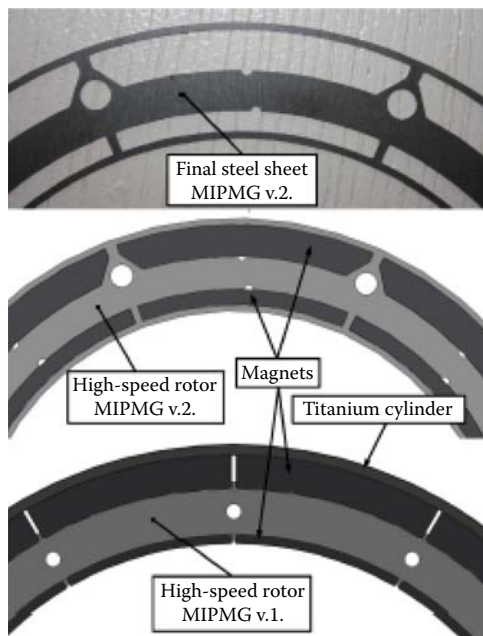 Final steel sheet
MIPMG v.2.
Magnets
High-speed rotor
MIPMG v.2.
Titanium cylinder
High-speed rotor
MIPMG v.1.